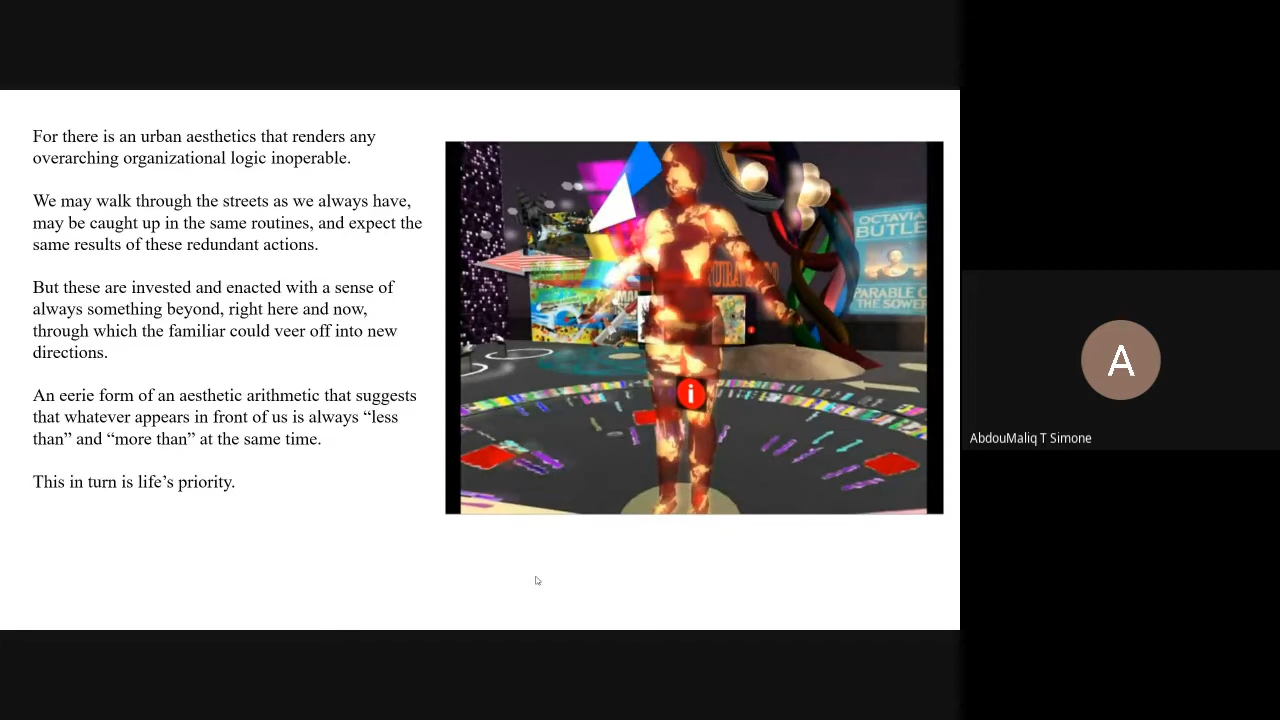 For there is an urban aesthetics that renders any
overarching organizational logic inoperable.
We may walk through the streets as we always have,
may be caught up in the same routines, and expect the
same results of these redundant actions.
But these are invested and enacted with a sense of
always something beyond, right here and now,
through which the familiar could veer off into new
directions.
An eerie form of an aesthetic arithmetic that suggests
that whatever appears in front of us is always “less
than” and “more than” at the same time.
This in turn is life’s priority.
OCTAVIA
BUTLE
PARABLE O
THE SOWER
i
A
AbdouMaliq T Simone